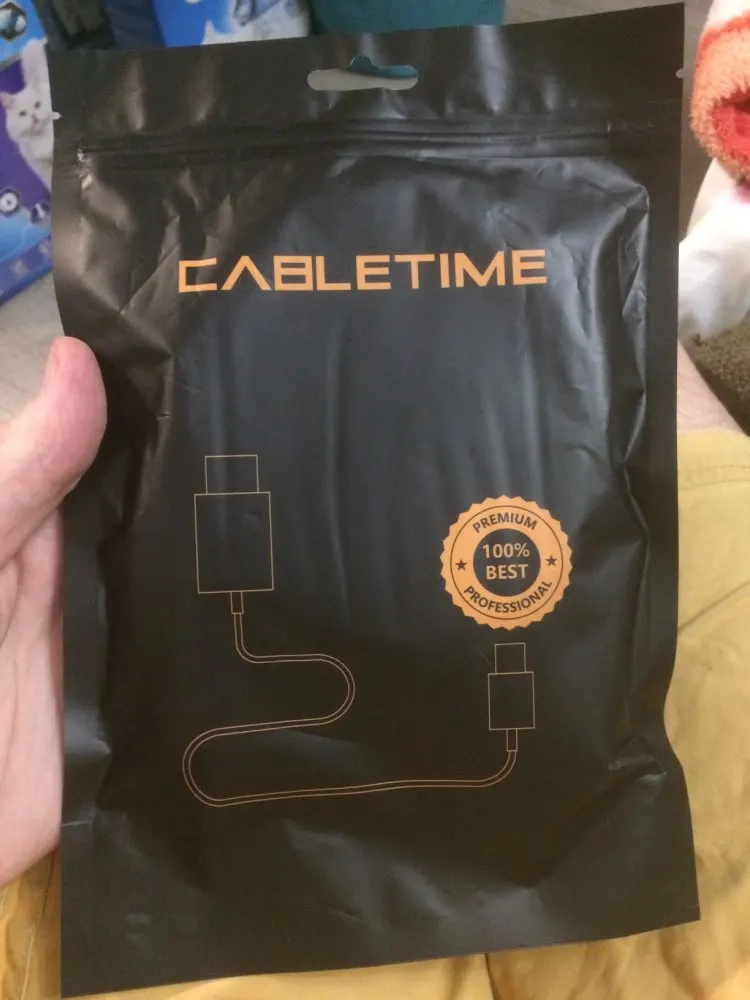 CABLETIME
PREMIUM
100%
BEST
PROFESSIONAL